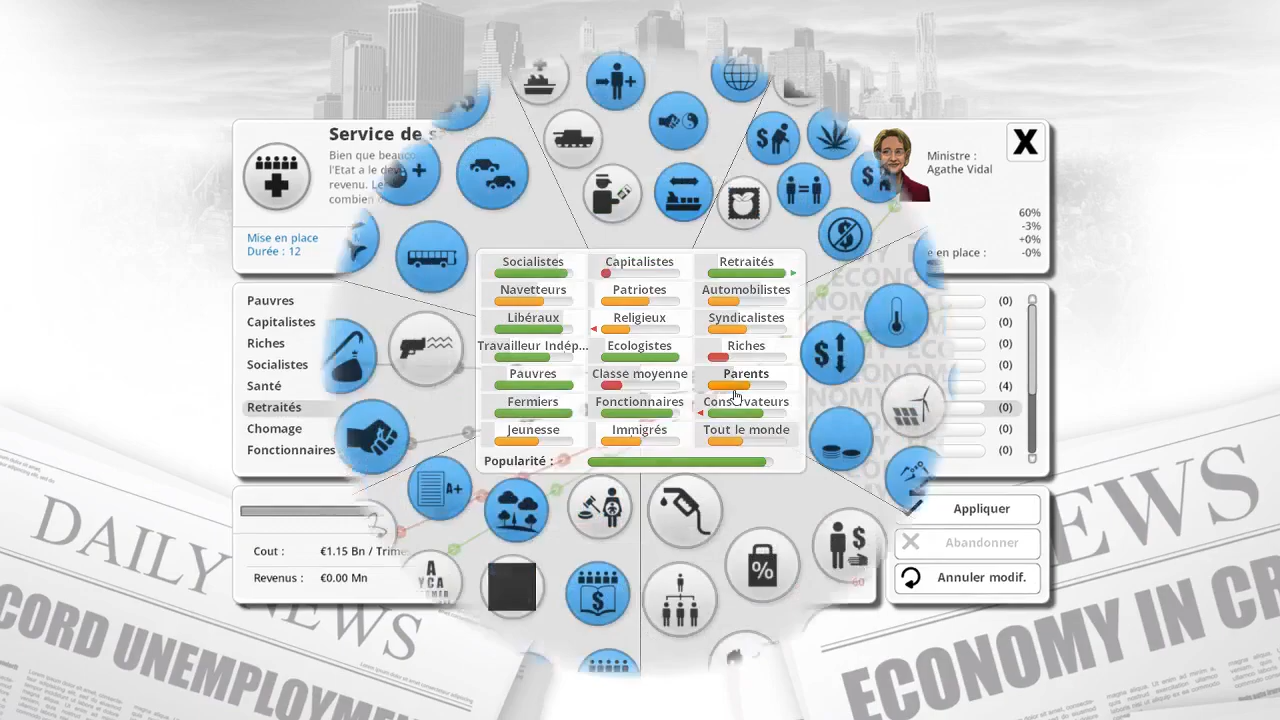 Service de s
Bien que beauc
l'Etat a le de
revenu. Le
combien
Mise en place
Durée : 12
Ministre :
Agathe Vidal
X
60%
-3%
+0%
e en place : -0%
Socialistes Capitalistes Retraités
Navetteurs Patriotes Automobilistes
Libéraux Religieux Syndicalistes
Travailleur Indép... Ecologistes Riches
Pauvres Classe moyenne Parents
Fermiers Fonctionnaires Conservateurs
Jeunesse Immigrés Tout le monde
Popularité :
Pauvres (0)
Capitalistes (0)
Riches (0)
Socialistes (0)
Santé (4)
Retraités (0)
Chomage (0)
Fonctionnaires (0)
A+
Cout : €1.15 Bn / Trime
Revenus : €0.00 Mn
Appliquer
Abandonner
Annuler modif.
DAILY NEWS
CORD UNEMPLOYME
EWS
ECONOMY IN CR